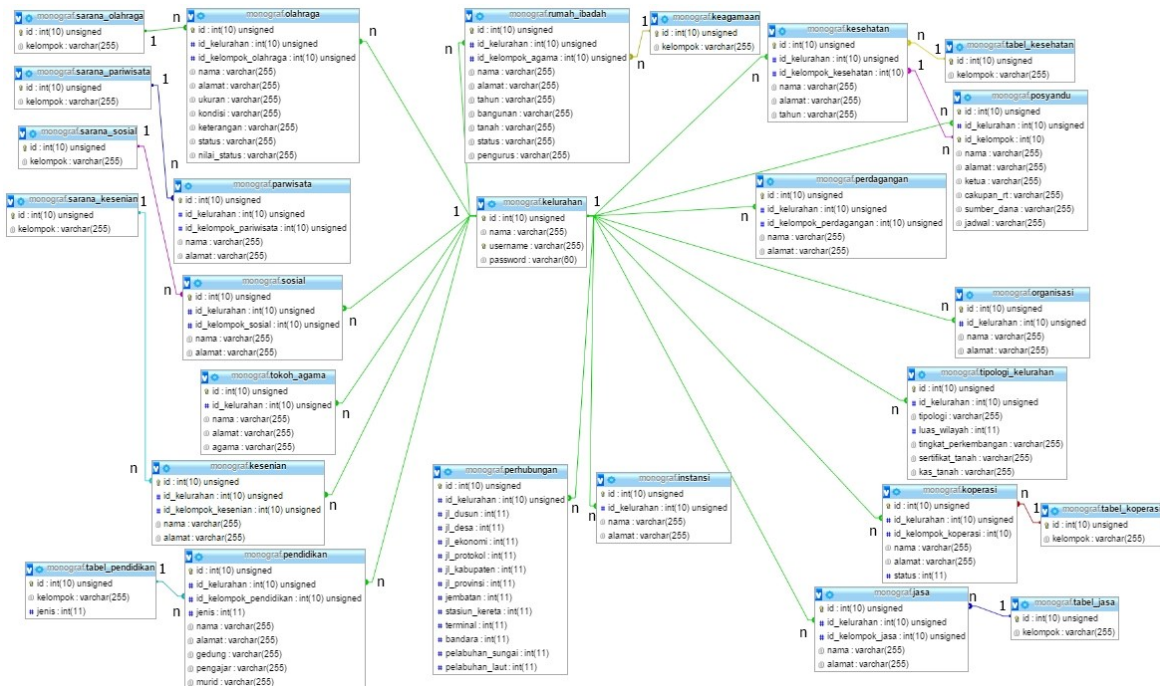 monograf.sarana_olahraga
id : int(10) unsigned
kelompok : varchar(255)
1
n
monograf.olahraga
id : int(10) unsigned
id_kelurahan : int(10) unsigned
id_kelompok_olahraga : int(10) unsigned
nama : varchar(255)
alamat : varchar(255)
ukuran : varchar(255)
kondisi : varchar(255)
keterangan : varchar(255)
status : varchar(255)
nilai_status : varchar(255)
n
monograf.rumah_ibadah
id : int(10) unsigned
id_kelurahan : int(10) unsigned
id_kelompok_agama : int(10) unsigned
nama : varchar(255)
alamat : varchar(255)
tahun : varchar(255)
bangunan : varchar(255)
tanah : varchar(255)
status : varchar(255)
pengurus : varchar(255)
n
n
1
monograf.keagamaan
id : int(10) unsigned
kelompok : varchar(255)
monograf.kesehatan
id : int(10) unsigned
id_kelurahan : int(10) unsigned
id_kelompok_kesehatan : int(10)
nama : varchar(255)
alamat : varchar(255)
tahun : varchar(255)
n
n
1
1
n
monograf.tabel_kesehatan
id : int(10) unsigned
kelompok : varchar(255)
monograf.posyandu
id : int(10) unsigned
id_kelurahan : int(10) unsigned
id_kelompok : int(10)
nama : varchar(255)
alamat : varchar(255)
ketua : varchar(255)
cakupan_rt : varchar(255)
sumber_dana : varchar(255)
jadwal : varchar(255)
n
monograf.sarana_pariwisata
id : int(10) unsigned
kelompok : varchar(255)
1
n
monograf.sarana_sosial
id : int(10) unsigned
kelompok : varchar(255)
1
n
monograf.sarana_kesenian
id : int(10) unsigned
kelompok : varchar(255)
1
n
monograf.parwisata
id : int(10) unsigned
id_kelurahan : int(10) unsigned
id_kelompok_pariwisata : int(10) unsigned
nama : varchar(255)
alamat : varchar(255)
monograf.kelurahan
id : int(10) unsigned
nama : varchar(255)
username : varchar(255)
password : varchar(60)
1
1
monograf.perdagangan
id : int(10) unsigned
id_kelurahan : int(10) unsigned
id_kelompok_perdagangan : int(10) unsigned
nama : varchar(255)
alamat : varchar(255)
n
monograf.sosial
id : int(10) unsigned
id_kelurahan : int(10) unsigned
id_kelompok_sosial : int(10) unsigned
nama : varchar(255)
alamat : varchar(255)
n
monograf.organisasi
id : int(10) unsigned
id_kelurahan : int(10) unsigned
nama : varchar(255)
alamat : varchar(255)
n
monograf.tokoh_agama
id : int(10) unsigned
id_kelurahan : int(10) unsigned
nama : varchar(255)
alamat : varchar(255)
agama : varchar(255)
n
monograf.tipologi_kelurahan
id : int(10) unsigned
id_kelurahan : int(10) unsigned
tipologi : varchar(255)
luas_wilayah : int(11)
tingkat_perkembangan : varchar(255)
sertifikat_tanah : varchar(255)
kas_tanah : varchar(255)
n
monograf.kesenian
id : int(10) unsigned
id_kelurahan : int(10) unsigned
id_kelompok_kesenian : int(10) unsigned
nama : varchar(255)
alamat : varchar(255)
n
monograf.perhubungan
id : int(10) unsigned
id_kelurahan : int(10) unsigned
jl_dusun : int(11)
jl_desa : int(11)
jl_ekonomi : int(11)
jl_protokol : int(11)
jl_kabupaten : int(11)
jl_provinsi : int(11)
jembatan : int(11)
stasiun_kereta : int(11)
terminal : int(11)
bandara : int(11)
pelabuhan_sungai : int(11)
pelabuhan_laut : int(11)
n
monograf.instansi
id : int(10) unsigned
id_kelurahan : int(10) unsigned
nama : varchar(255)
alamat : varchar(255)
n
monograf.koperasi
id : int(10) unsigned
id_kelurahan : int(10) unsigned
id_kelompok_koperasi : int(10)
nama : varchar(255)
alamat : varchar(255)
status : int(11)
n
n
1
monograf.tabel_koperasi
id : int(10) unsigned
kelompok : varchar(255)
monograf.tabel_pendidikan
id : int(10) unsigned
kelompok : varchar(255)
jenis : int(11)
1
n
monograf.pendidikan
id : int(10) unsigned
id_kelurahan : int(10) unsigned
id_kelompok_pendidikan : int(10) unsigned
jenis : int(11)
nama : varchar(255)
alamat : varchar(255)
gedung : varchar(255)
pengajar : varchar(255)
murid : varchar(255)
n
monograf.jasa
id : int(10) unsigned
id_kelurahan : int(10) unsigned
id_kelompok_jasa : int(10) unsigned
nama : varchar(255)
alamat : varchar(255)
n
n
1
monograf.tabel_jasa
id : int(10) unsigned
kelompok : varchar(255)